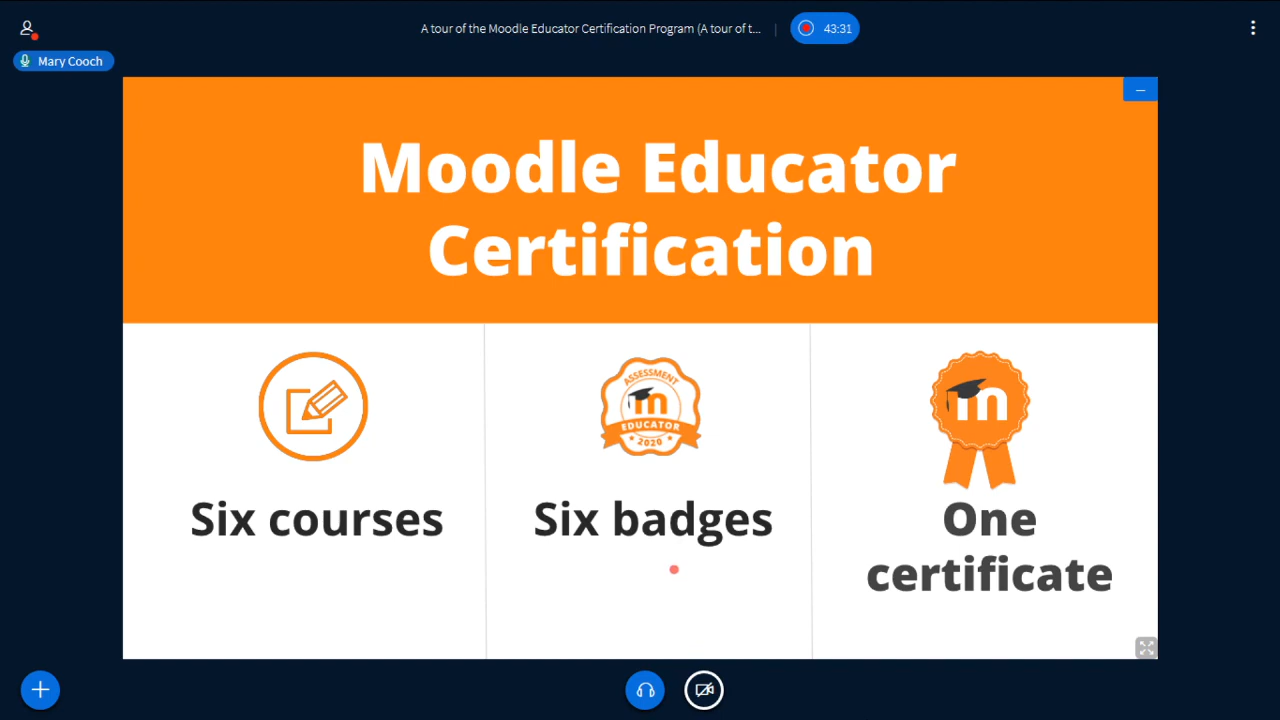 A tour of the Moodle Educator Certification Program (A tour of t...
43:31
Mary Cooch
Moodle Educator
Certification
ASSESSMENT
m
EDUCATOR
2020
m
Six courses
Six badges
One
certificate